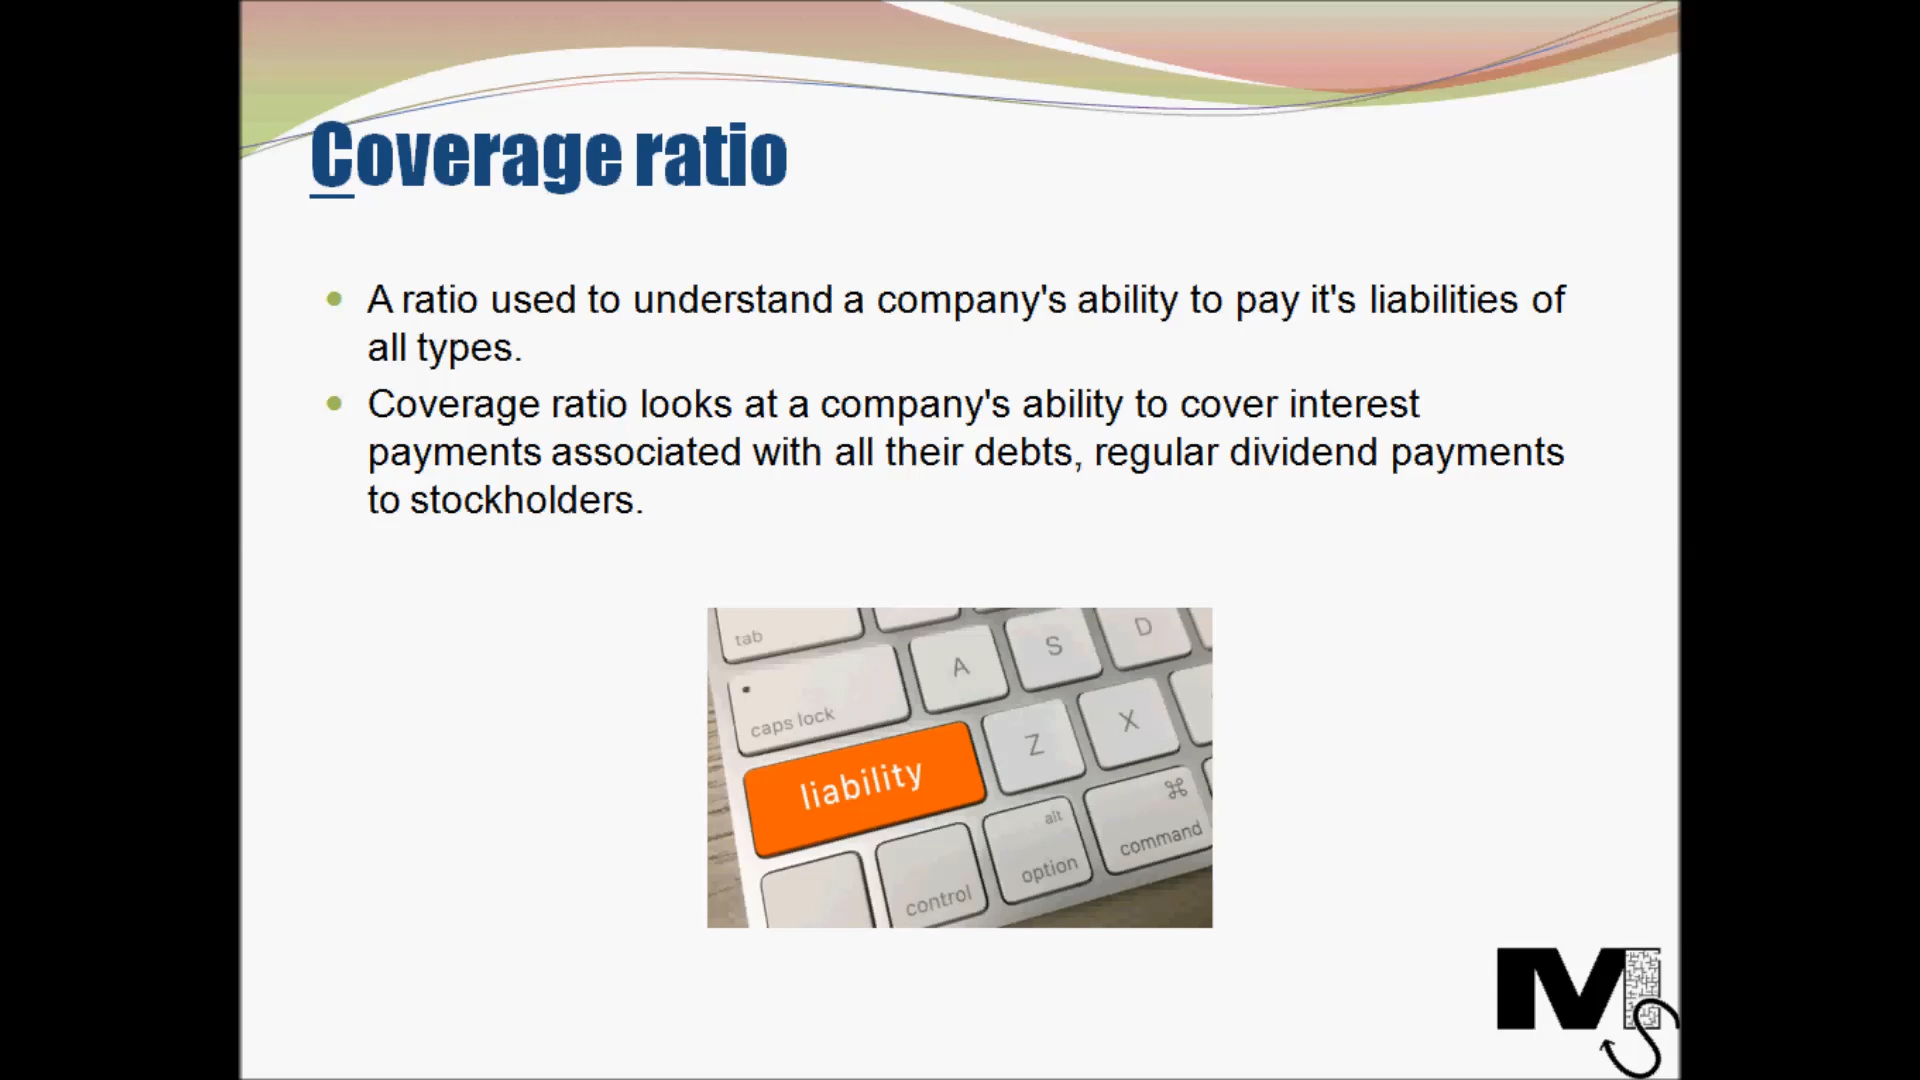 Coverage ratio
A ratio used to understand a company's ability to pay it's liabilities of
all types.
Coverage ratio looks at a company's ability to cover interest
payments associated with all their debts, regular dividend payments
to stockholders.
tab
A S D
caps lock
liability
Z X
alt
option
⌘
command
control
MS